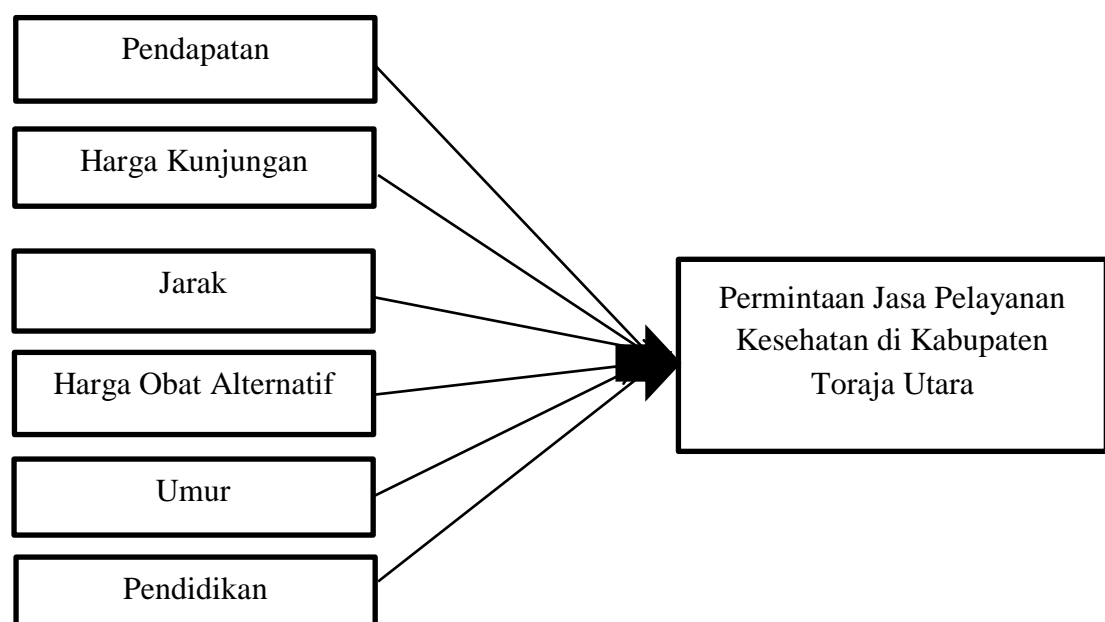 Pendapatan
Harga Kunjungan
Jarak
Harga Obat Alternatif
Umur
Pendidikan
Permintaan Jasa Pelayanan
Kesehatan di Kabupaten
Toraja Utara